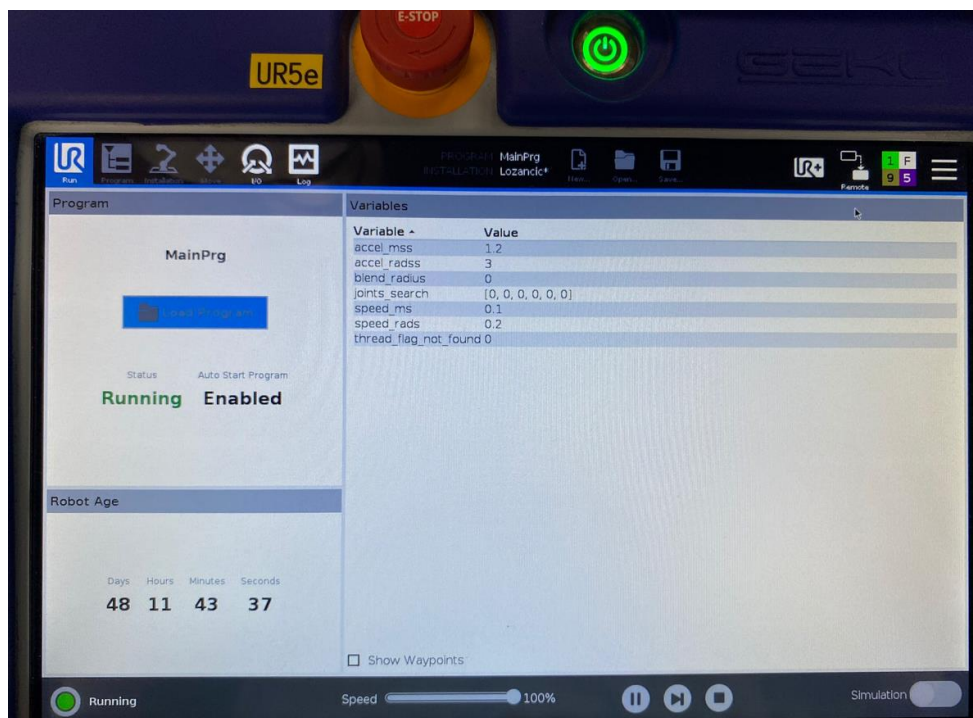 E-STOP
UR5e
UR
Run
Program
Installation
Move
I/O
Log
PROGRAM MainPrg
INSTALLATION Lozancic*
New...
Open...
Save...
UR+
Remote
1 F
9 5
Program
MainPrg
Load Program
Status Auto Start Program
Running Enabled
Robot Age
Days Hours Minutes Seconds
48 11 43 37
Variables
Variable Value
accel_mss 1.2
accel_radss 3
blend_radius 0
joints_search [0, 0, 0, 0, 0, 0]
speed_ms 0.1
speed_rads 0.2
thread_flag_not_found 0
Show Waypoints
Running
Speed 100%
Simulation